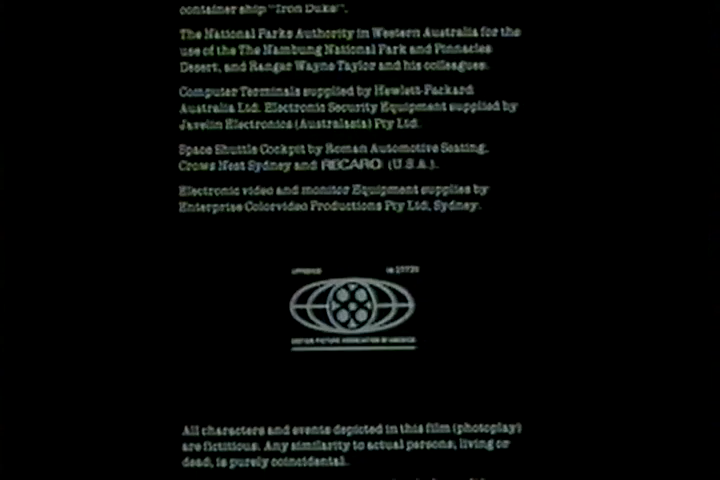 container ship "Iron Duke".
The National Parks Authority in Western Australia for the
use of the The Nambung National Park and Pinnacles
Desert, and Ranger Wayne Taylor and his colleagues.
Computer Terminals supplied by Hewlett-Packard
Australia Ltd. Electronic Security Equipment supplied by
Javelin Electronics (Australasia) Pty Ltd.
Space Shuttle Cockpit by Roman Automotive Seating,
Crows Nest Sydney and RECARO (U.S.A.).
Electronic video and monitor Equipment supplies by
Enterprise Colorvideo Productions Pty Ltd, Sydney.
MOTION PICTURE ASSOCIATION OF AMERICA
All characters and events depicted in this film (photoplay)
are fictitious. Any similarity to actual persons, living or
dead, is purely coincidental.